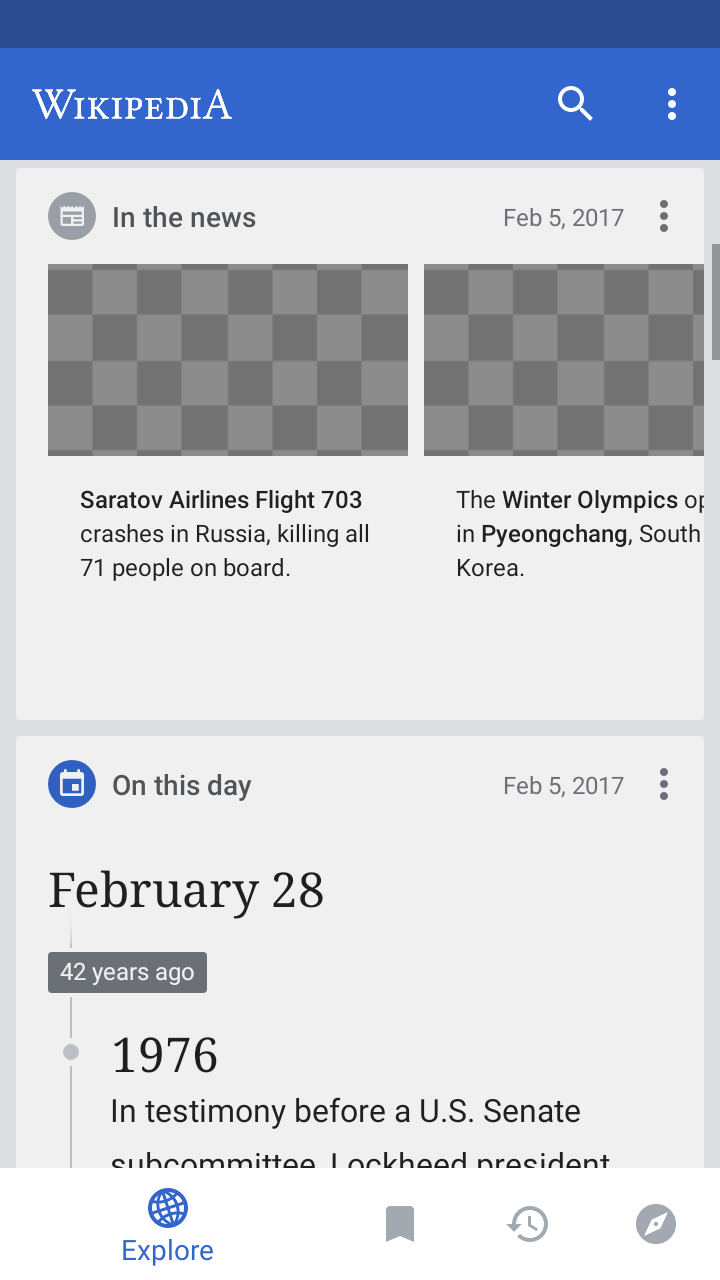 WIKIPEDIA
In the news Feb 5, 2017
Saratov Airlines Flight 703
crashes in Russia, killing all
71 people on board.
The Winter Olympics op
in Pyeongchang, South
Korea.
On this day Feb 5, 2017
February 28
42 years ago
1976
In testimony before a U.S. Senate
subcommittee, Lockheed president
Explore